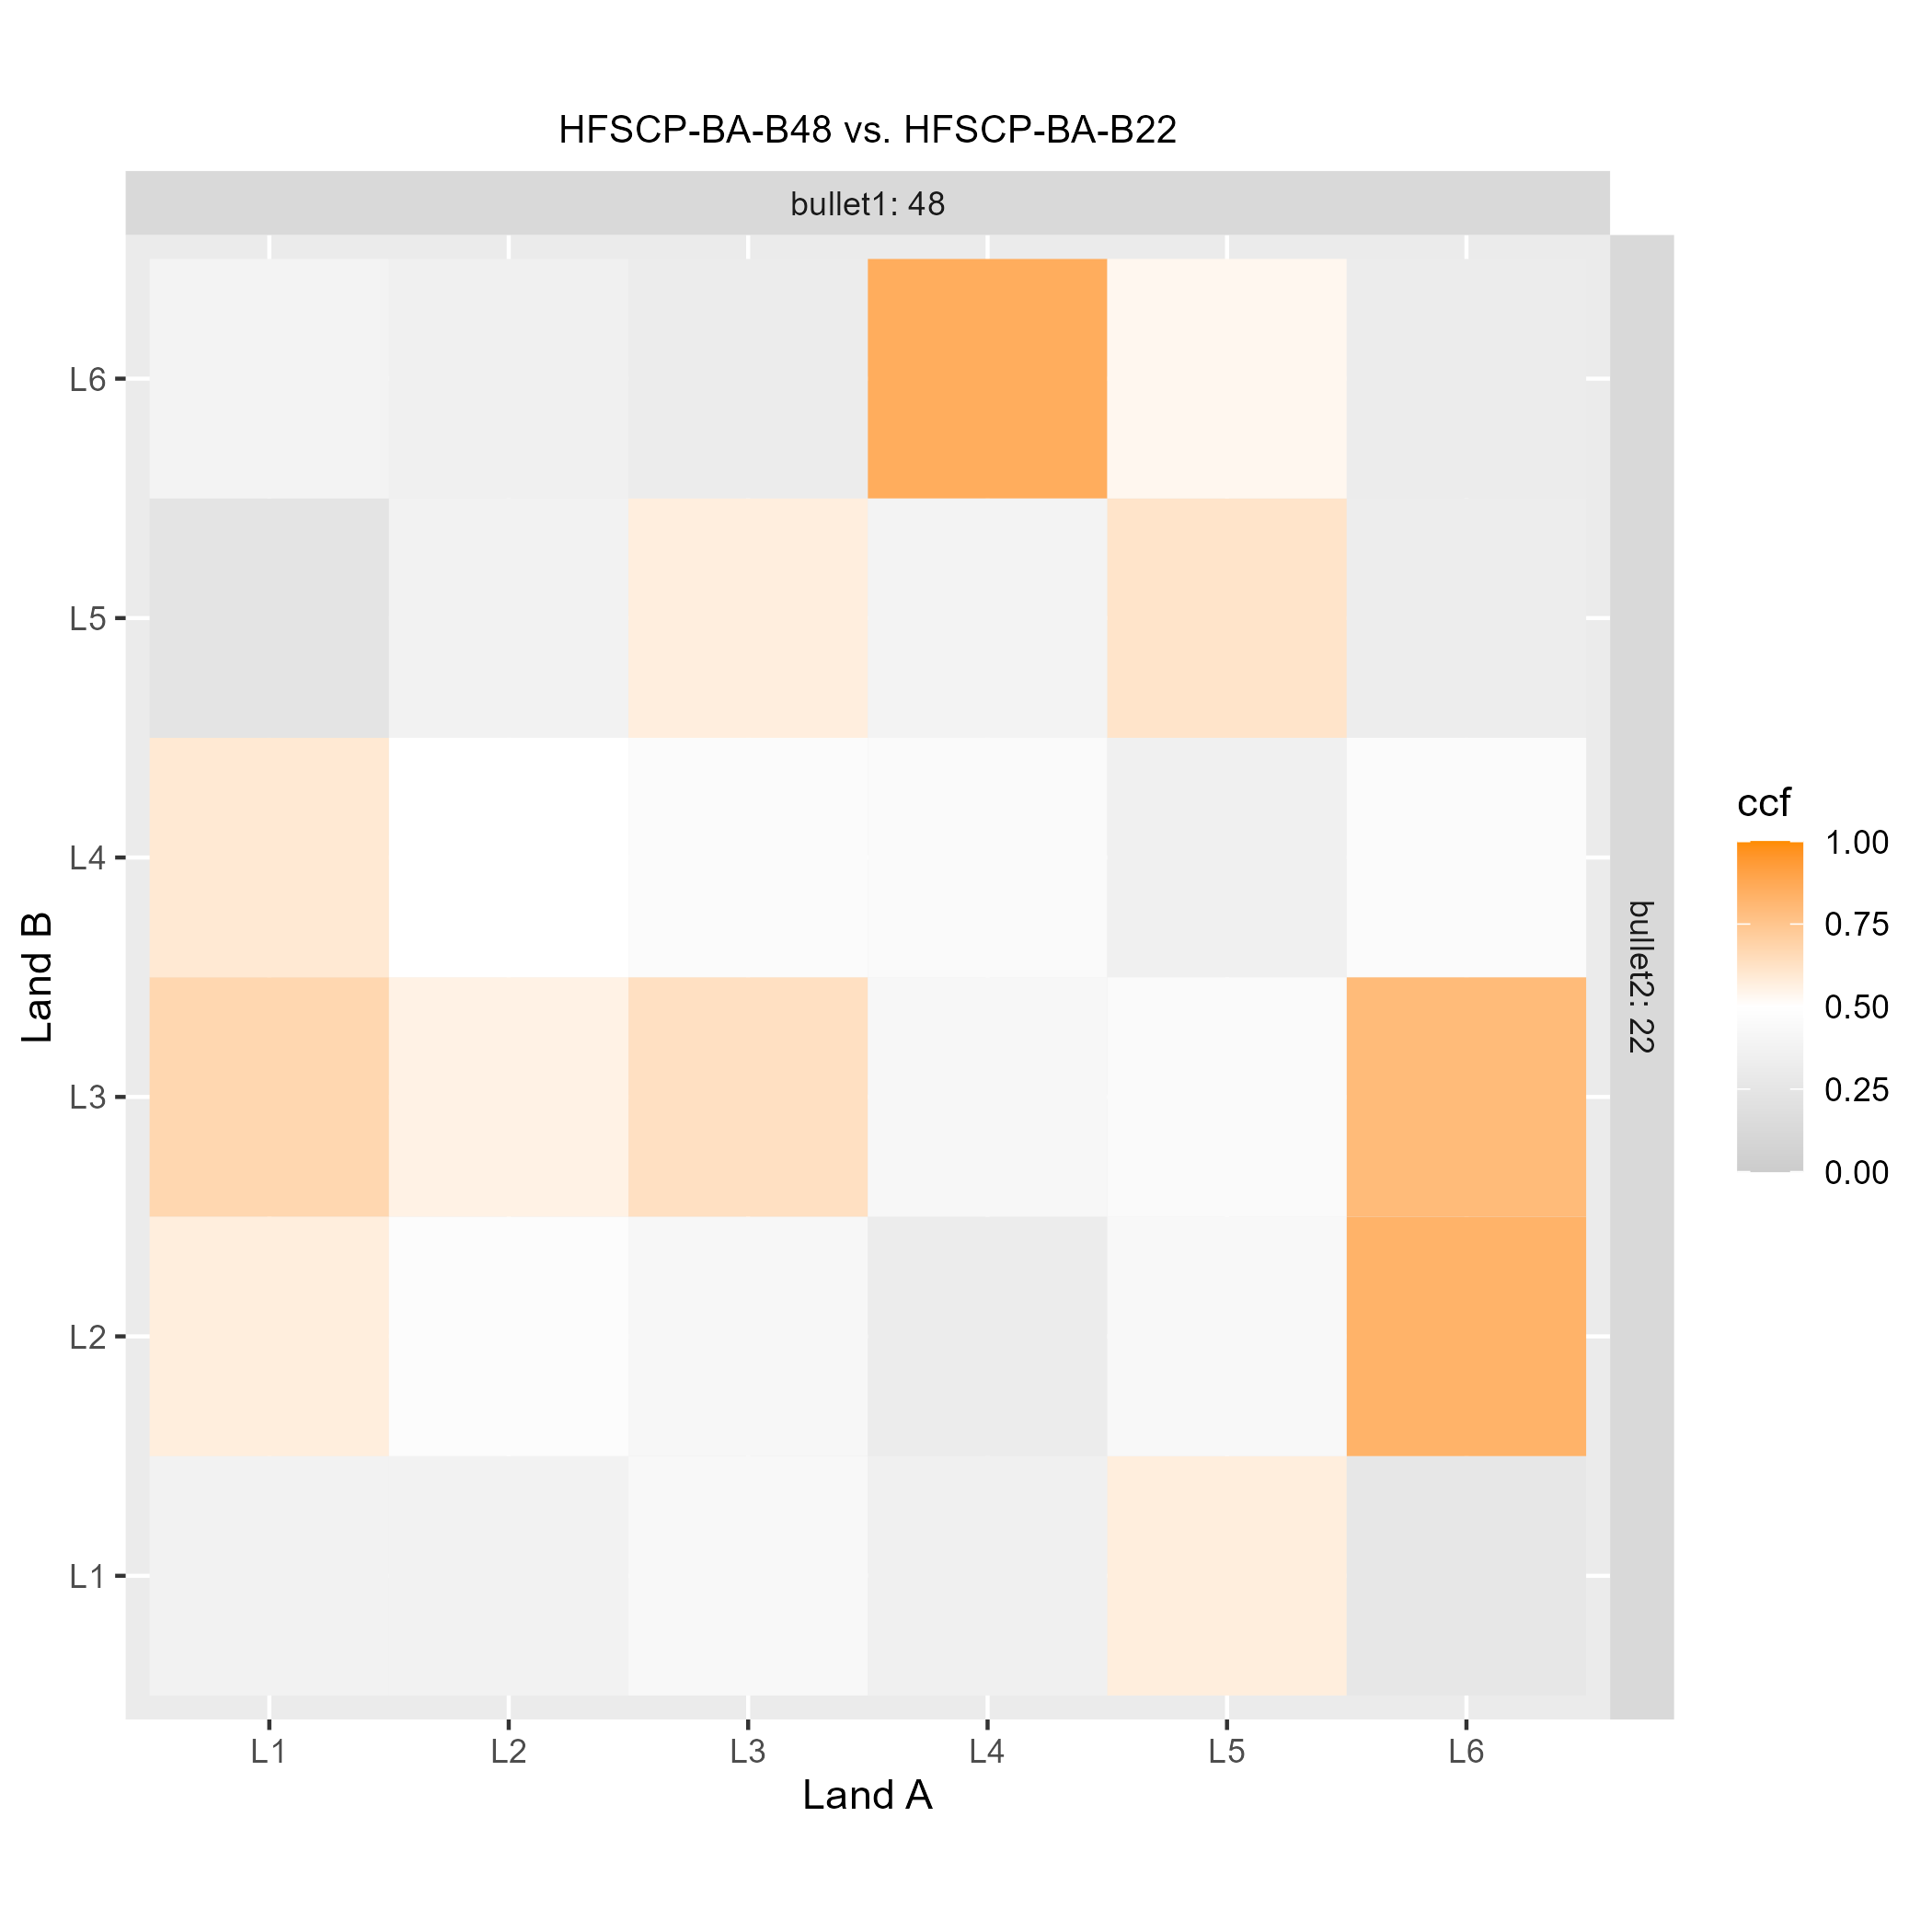 HFSCP-BA-B48 vs. HFSCP-BA-B22
bullet1: 48
L6
L5
L4
L3
L2
L1
Land B
bullet2: 22
L1 L2 L3 L4 L5 L6
Land A
ccf
1.00
0.75
0.50
0.25
0.00